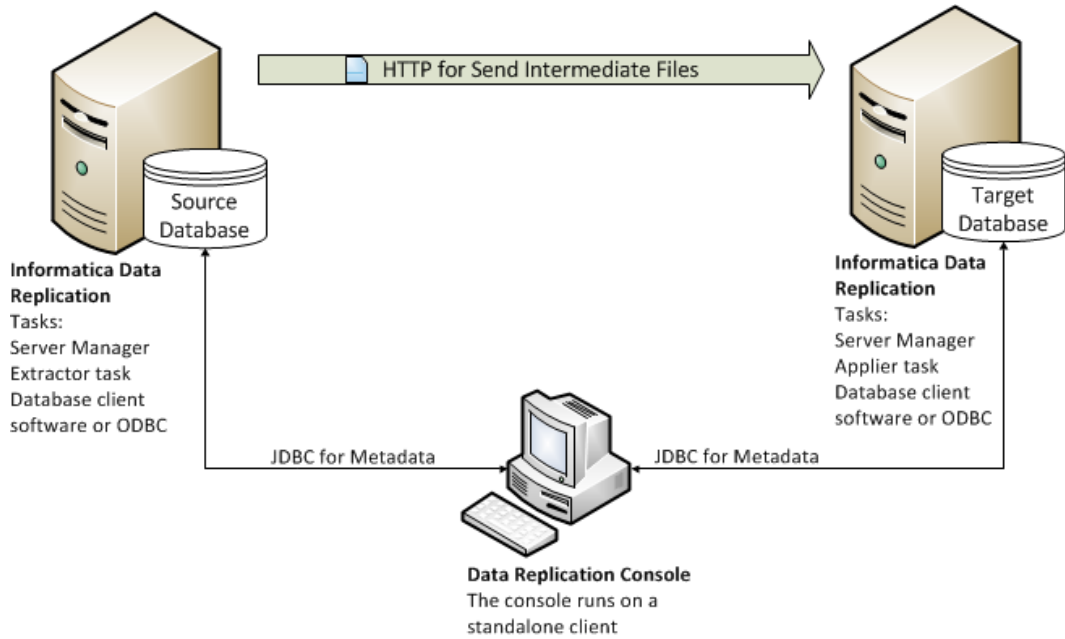 HTTP for Send Intermediate Files
Source
Database
Target
Database
Informatica Data
Replication
Tasks:
Server Manager
Extractor task
Database client
software or ODBC
Informatica Data
Replication
Tasks:
Server Manager
Applier task
Database client
software or ODBC
JDBC for Metadata
JDBC for Metadata
Data Replication Console
The console runs on a
standalone client